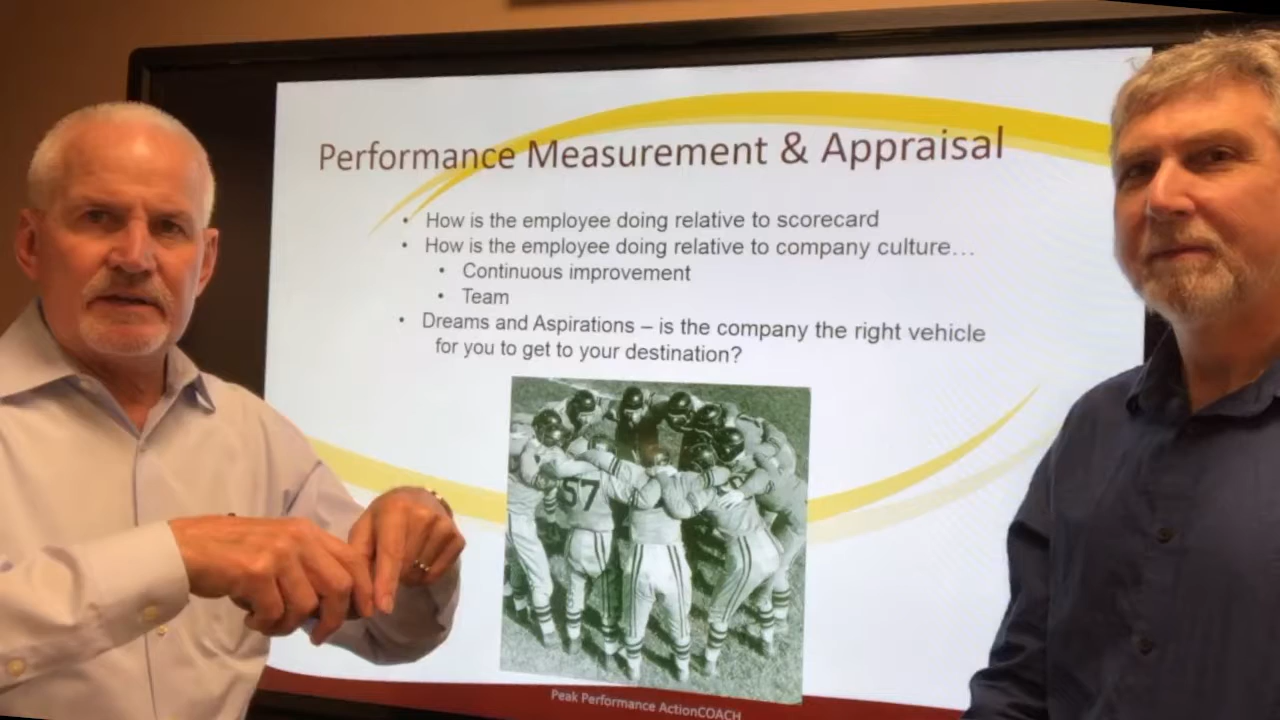 Performance Measurement & Appraisal
• How is the employee doing relative to scorecard
• How is the employee doing relative to company culture…
• Continuous improvement
• Team
• Dreams and Aspirations – is the company the right vehicle
for you to get to your destination?
57
Peak Performance ActionCOACH